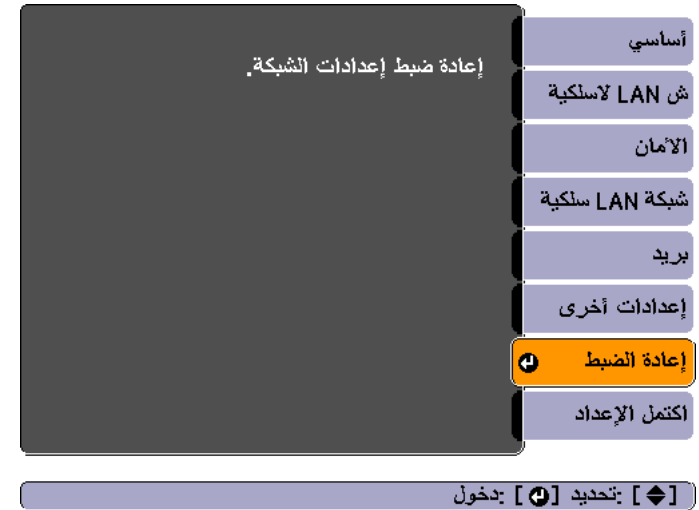 أساسي
ش LAN لاسلكية
الأمان
شبكة LAN سلكية
بريد
إعدادات أخرى
إعادة الضبط
اكتمل الإعداد
إعادة ضبط إعدادات الشبكة.
[ ] :تحديد [ ] :دخول